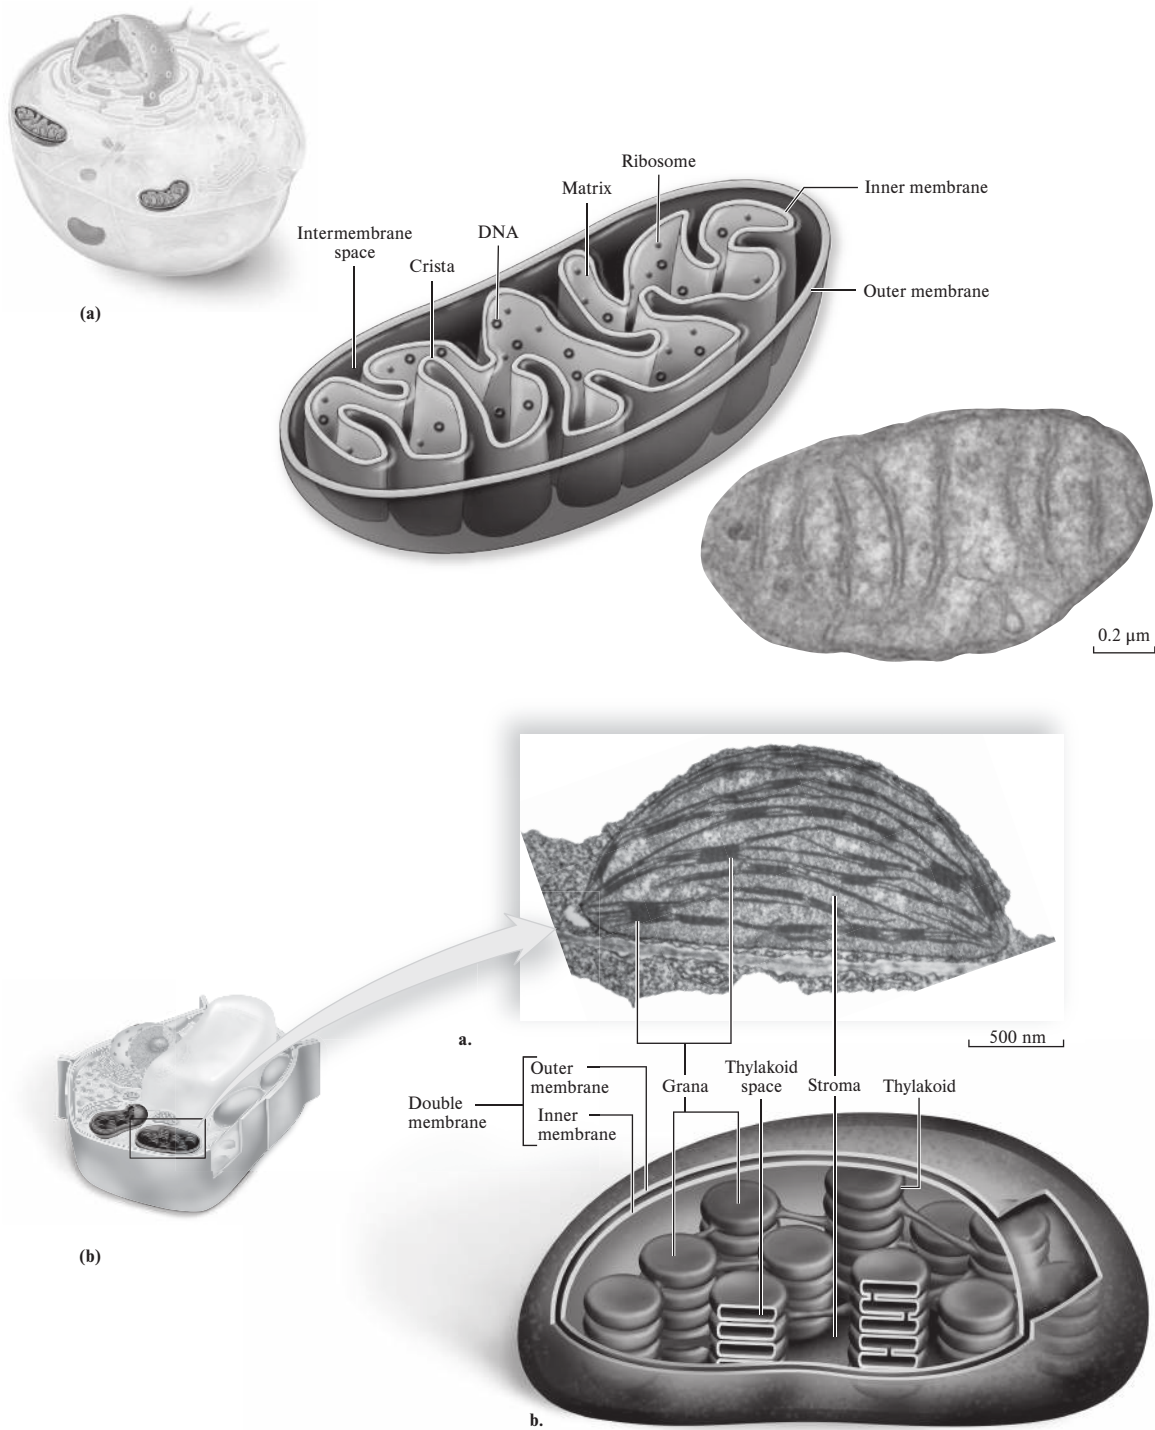 Ribosome
Matrix
Inner membrane
Intermembrane
space
DNA
Crista
Outer membrane
(a)
0.2 µm
a.
500 nm
Double
membrane
Outer
membrane
Inner
membrane
Grana
Thylakoid
space
Stroma
Thylakoid
(b)
b.